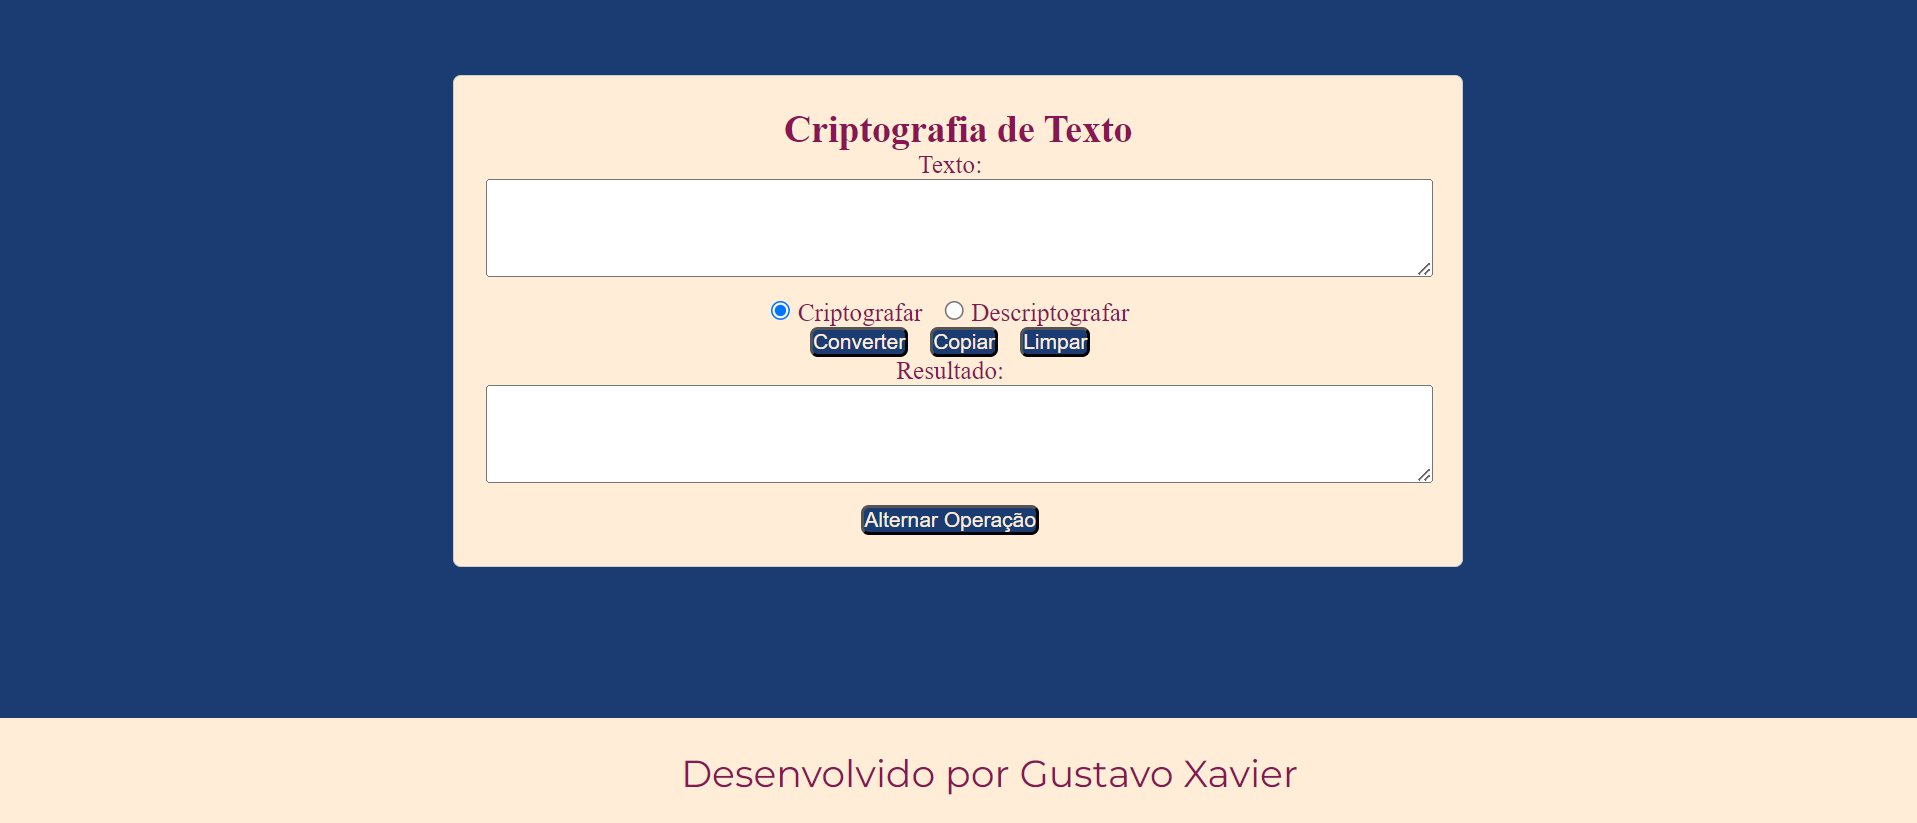 Criptografia de Texto
Texto:
Criptografar Descriptografar
Converter Copiar Limpar
Resultado:
Alternar Operação
Desenvolvido por Gustavo Xavier